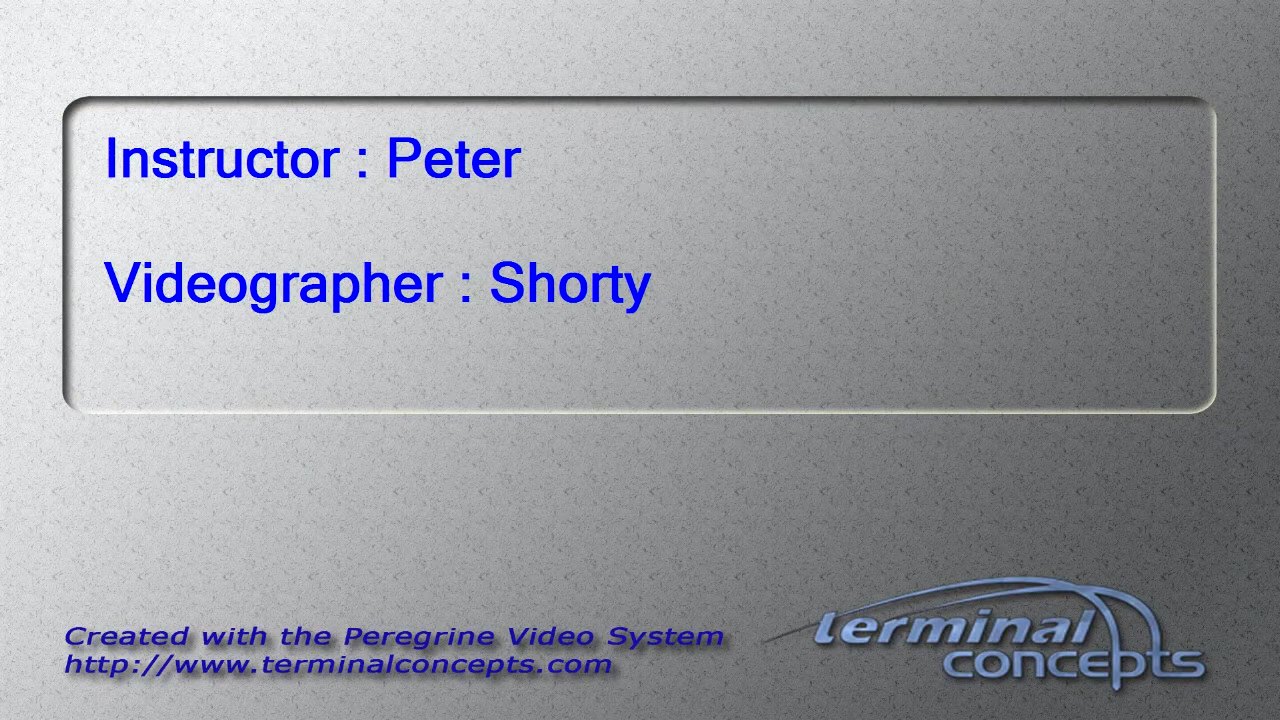 Instructor : Peter
Videographer : Shorty
Created with the Peregrine Video System
http://www.terminalconcepts.com
terminal
concepts